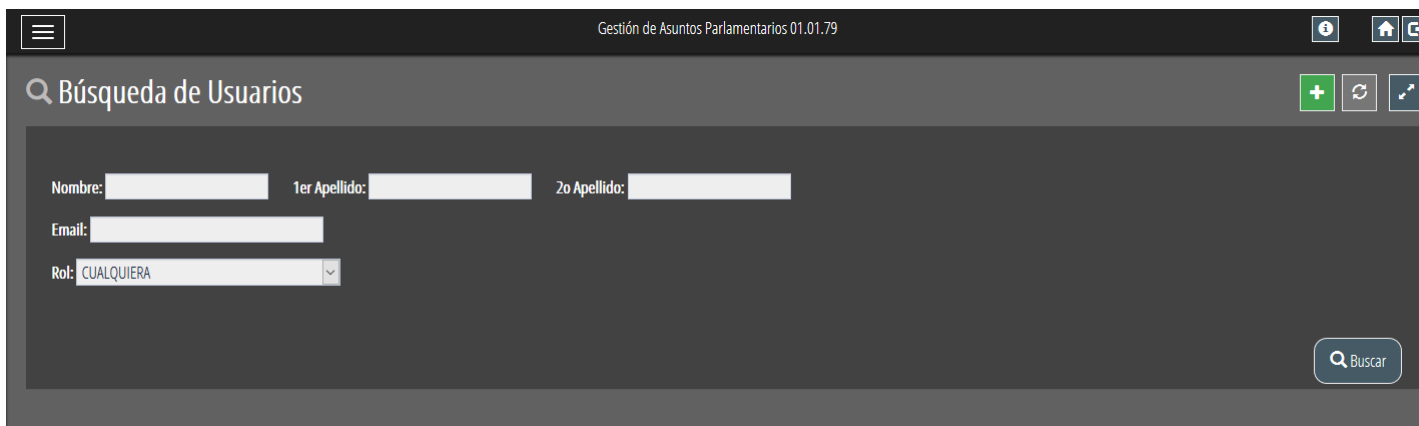 Gestión de Asuntos Parlamentarios 01.01.79
Búsqueda de Usuarios
Nombre: 1er Apellido: 2o Apellido:
Email:
Rol: CUALQUIERA
Buscar